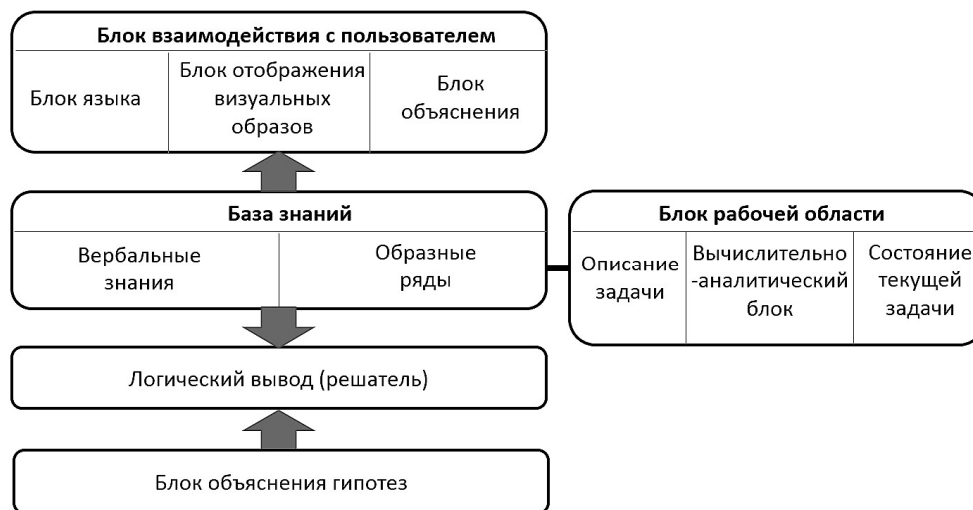 Блок взаимодействия с пользователем
Блок языка
Блок отображения
визуальных
образов
Блок
объяснения
База знаний
Вербальные
знания
Образные
ряды
Блок рабочей области
Описание
задачи
Вычислительно
-аналитический
блок
Состояние
текущей
задачи
Логический вывод (решатель)
Блок объяснения гипотез